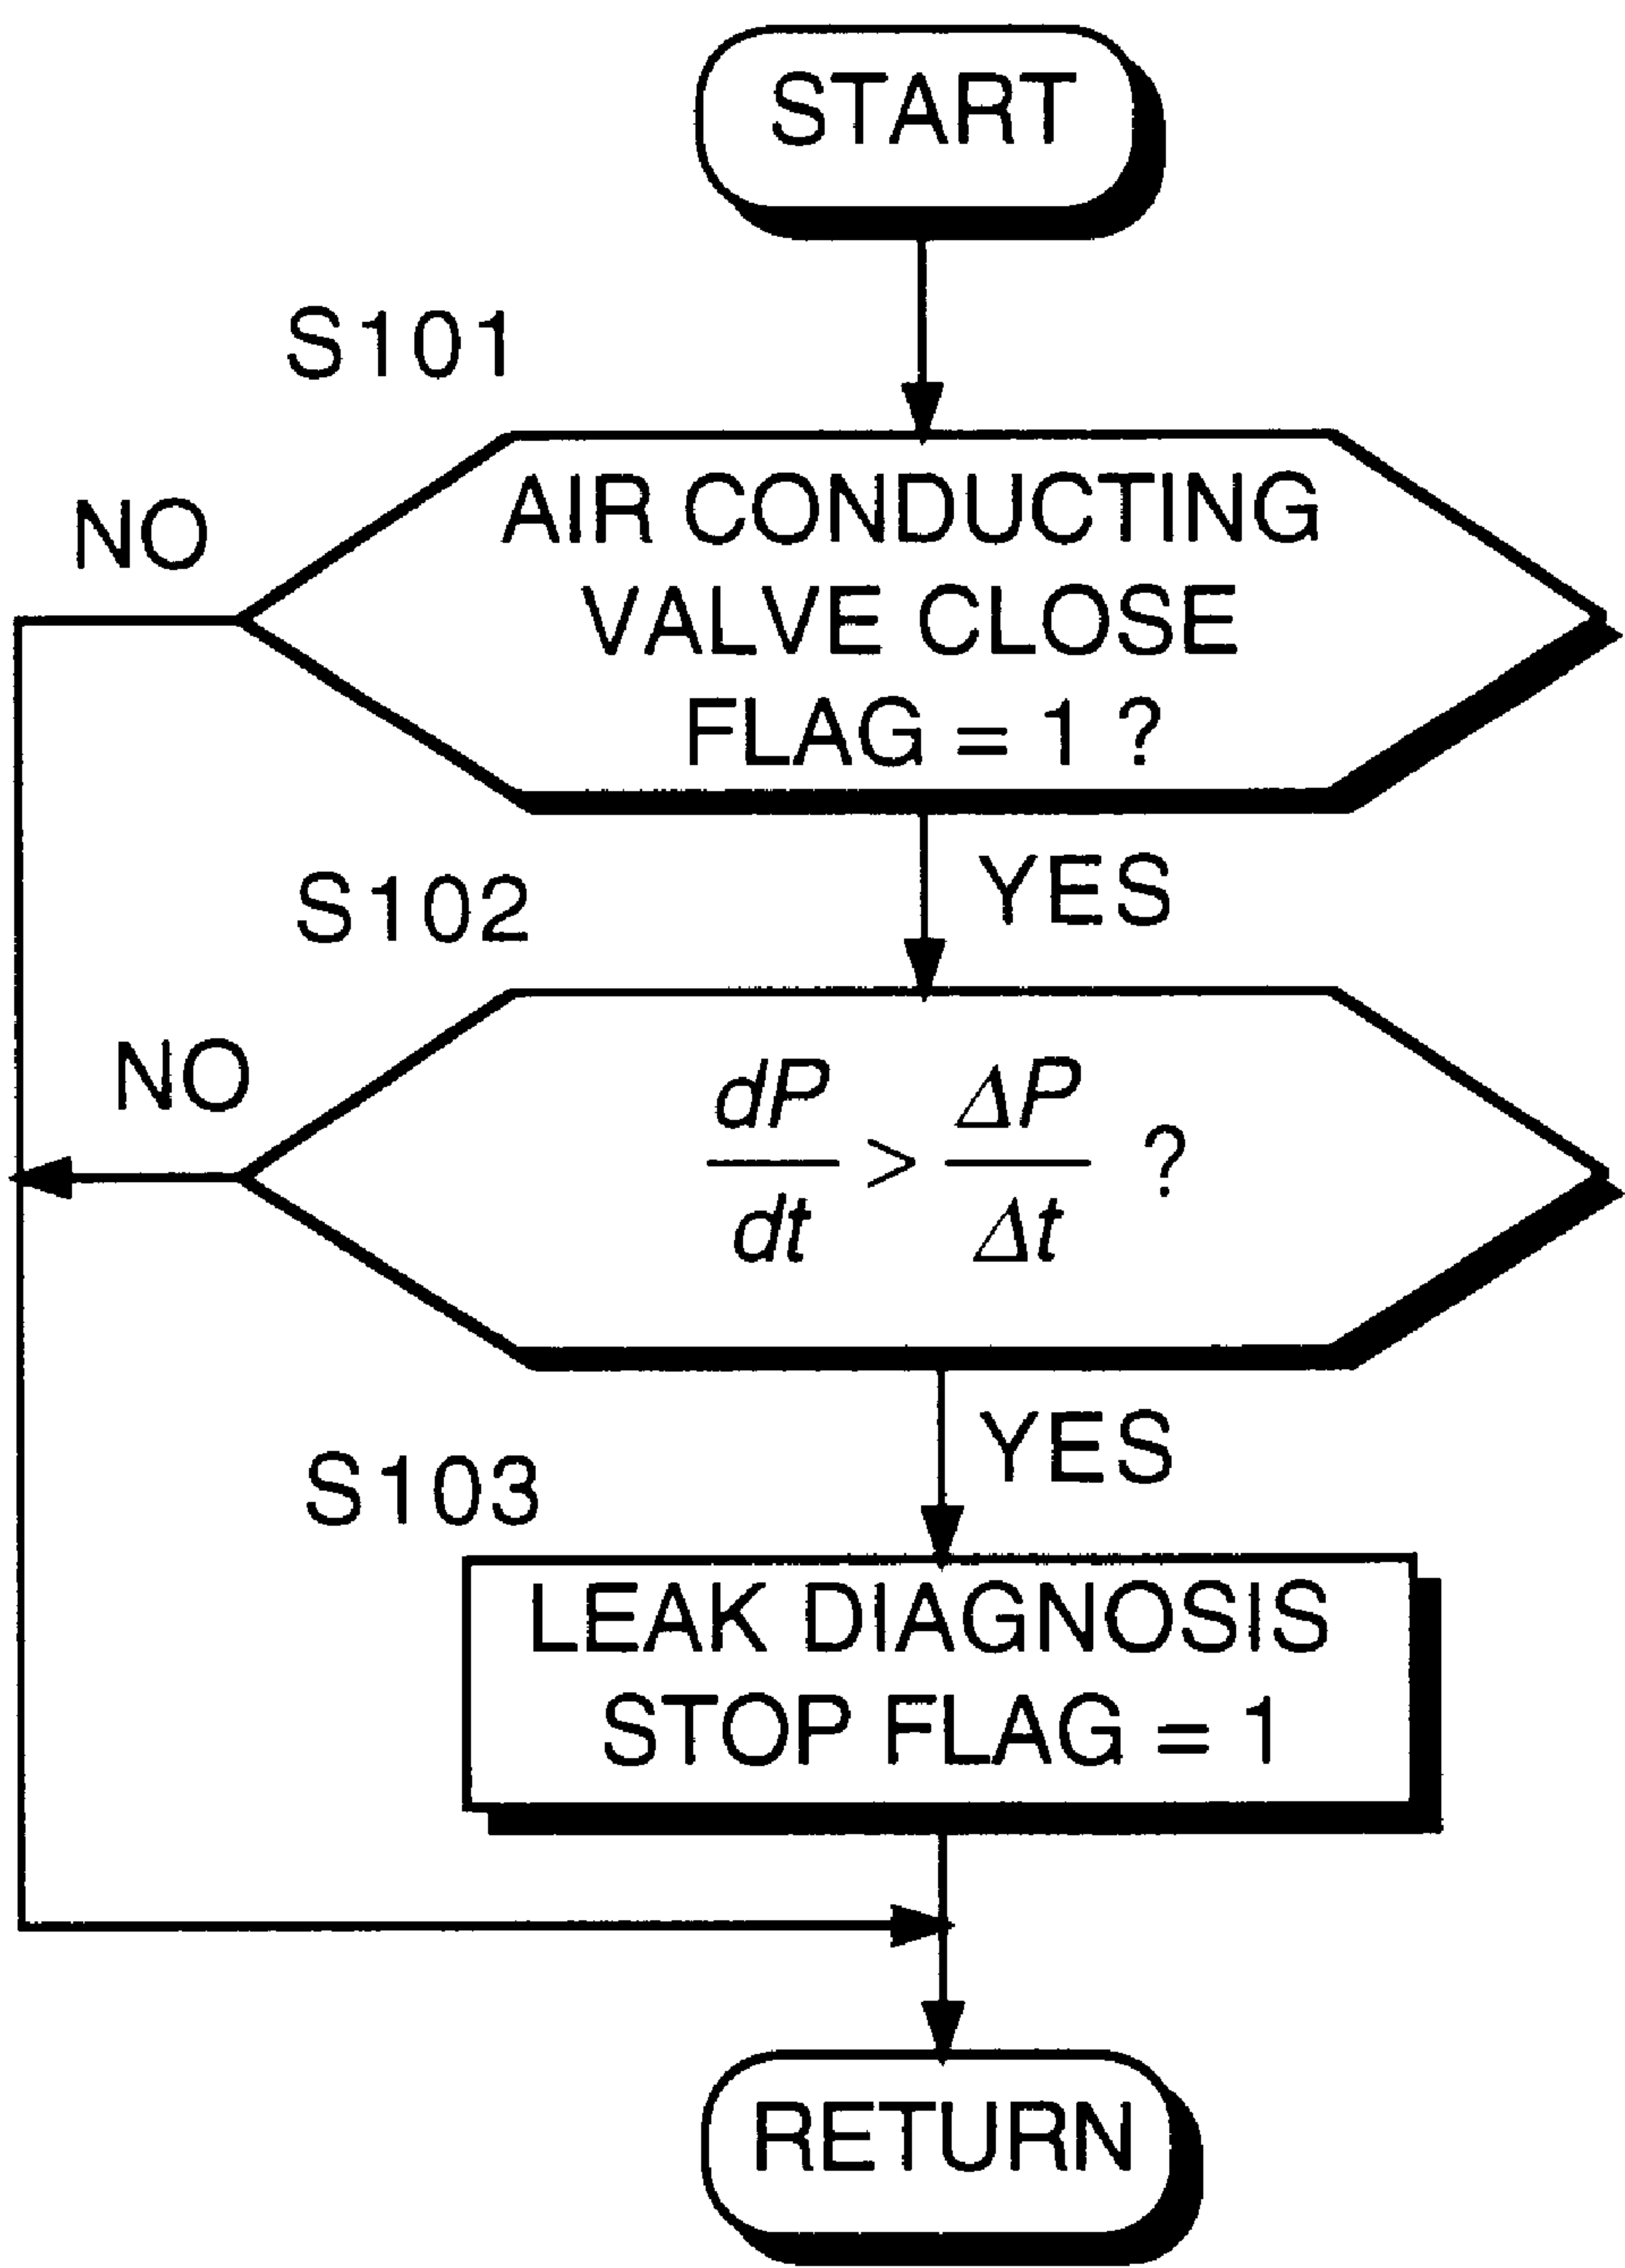 START
S101
NO
AIR CONDUCTING
VALVE CLOSE
FLAG = 1 ?
YES
S102
NO
dP/dt > ΔP/Δt ?
YES
S103
LEAK DIAGNOSIS
STOP FLAG = 1
RETURN